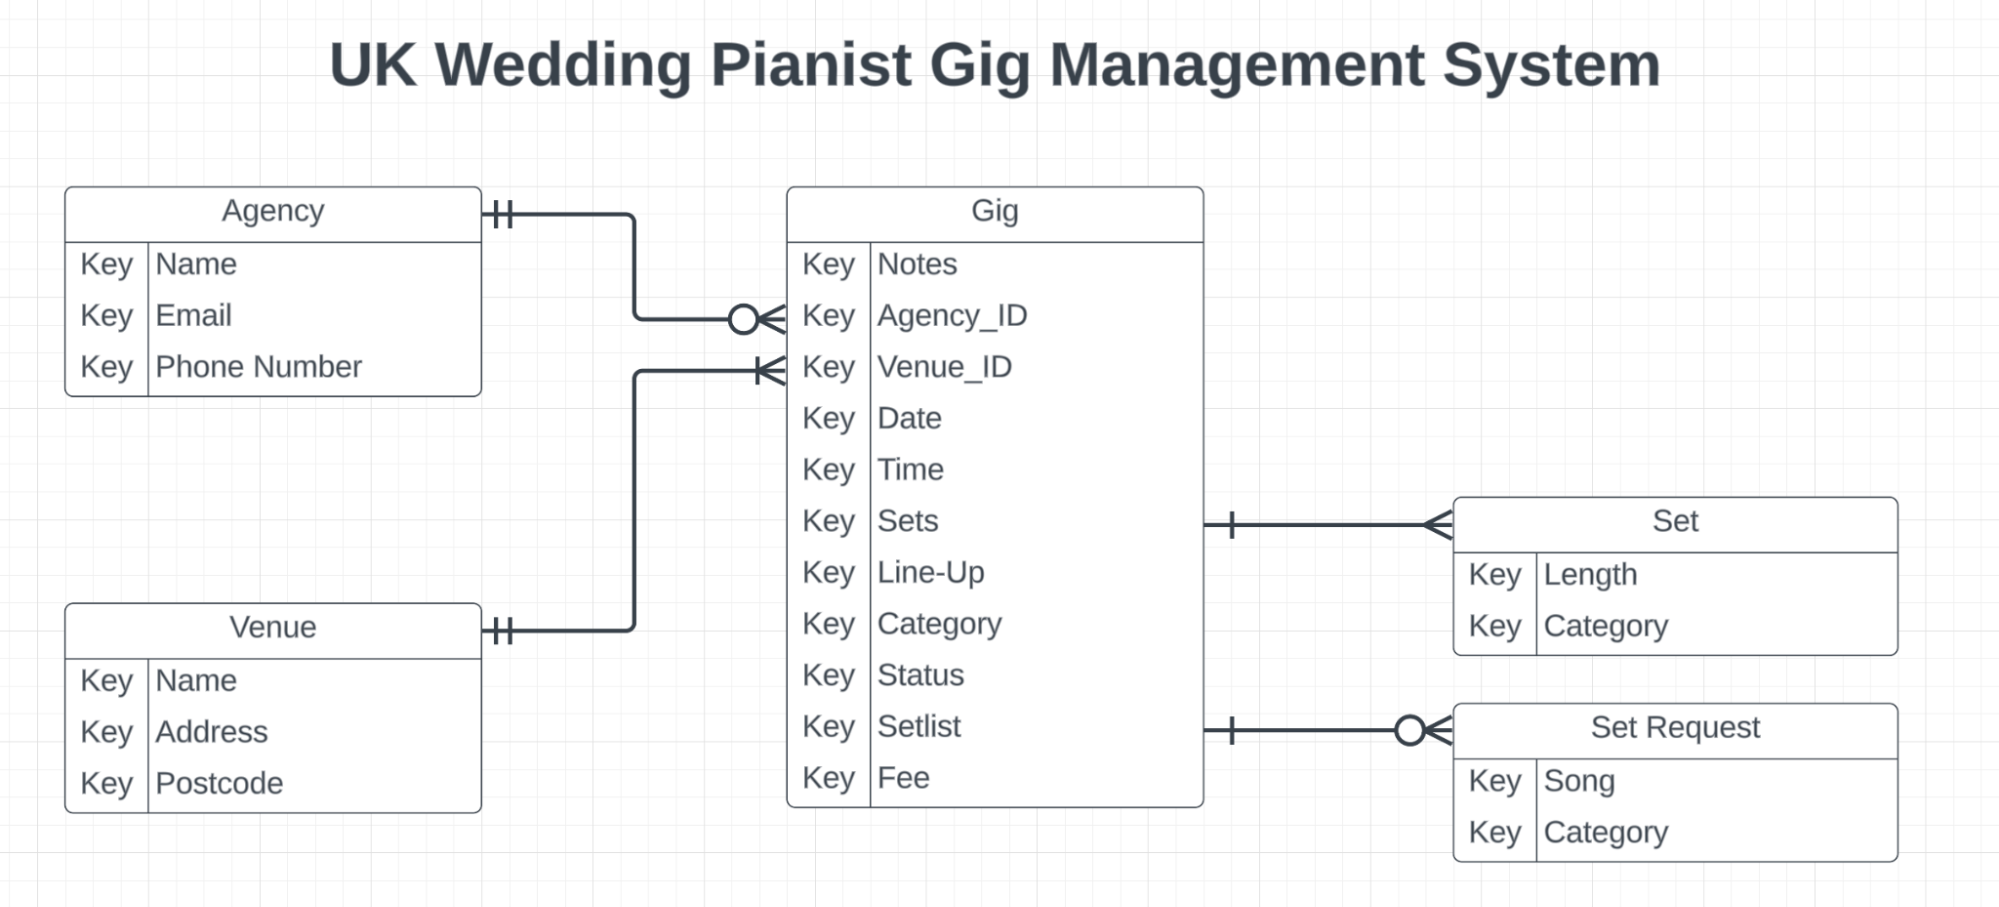 UK Wedding Pianist Gig Management System
Agency
Key Name
Key Email
Key Phone Number
Venue
Key Name
Key Address
Key Postcode
Gig
Key Notes
Key Agency_ID
Key Venue_ID
Key Date
Key Time
Key Sets
Key Line-Up
Key Category
Key Status
Key Setlist
Key Fee
Set
Key Length
Key Category
Set Request
Key Song
Key Category